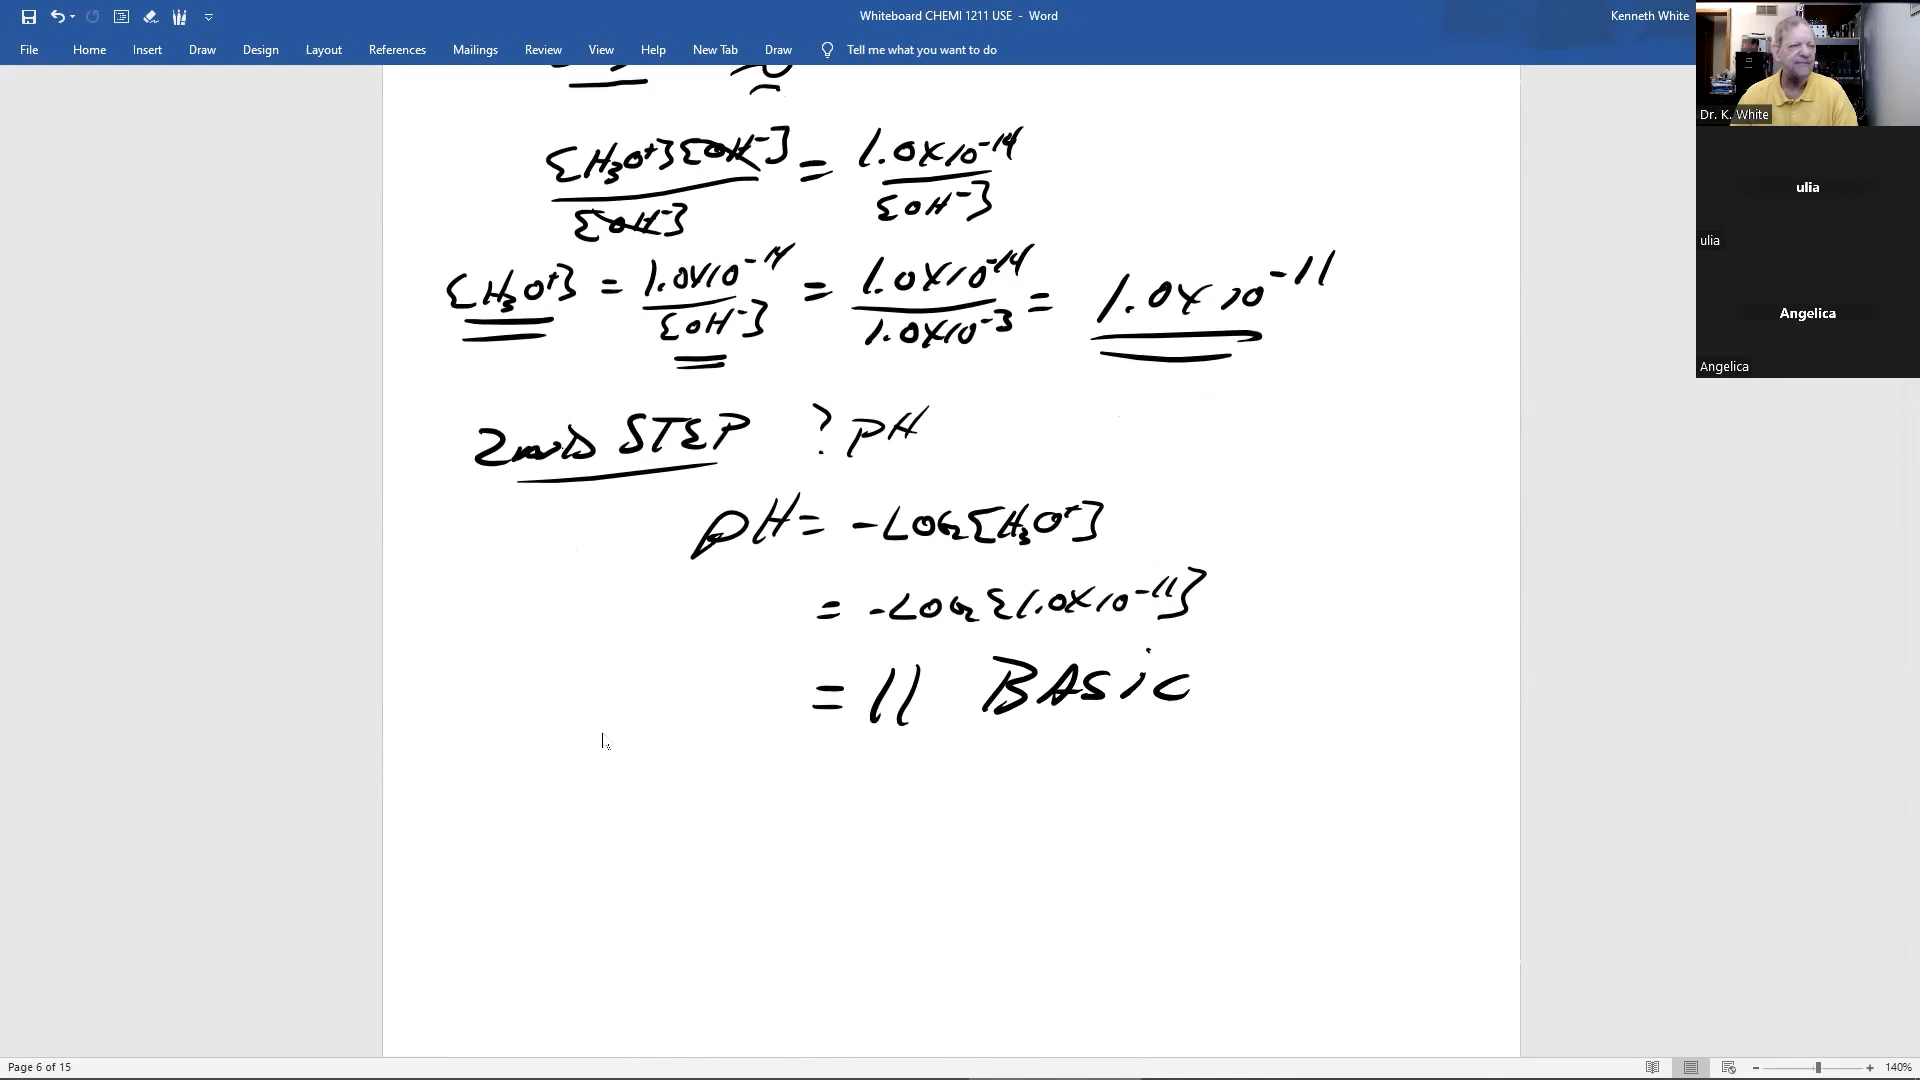 Whiteboard CHEMI 1211 USE - Word
Kenneth White
File Home Insert Draw Design Layout References Mailings Review View Help New Tab Draw Tell me what you want to do
Dr. K. White
ulia
ulia
Angelica
Angelica
[H₃O⁺][OH⁻] / [OH⁻] = 1.0X10⁻¹⁴ / [OH⁻]
[H₃O⁺] = 1.0X10⁻¹⁴ / [OH⁻] = 1.0X10⁻¹⁴ / 1.0X10⁻³ = 1.0X10⁻¹¹
2nd STEP ? pH
pH = -LOG[H₃O⁺]
= -LOG[1.0X10⁻¹¹]
= 11 BASiC
Page 6 of 15
140%